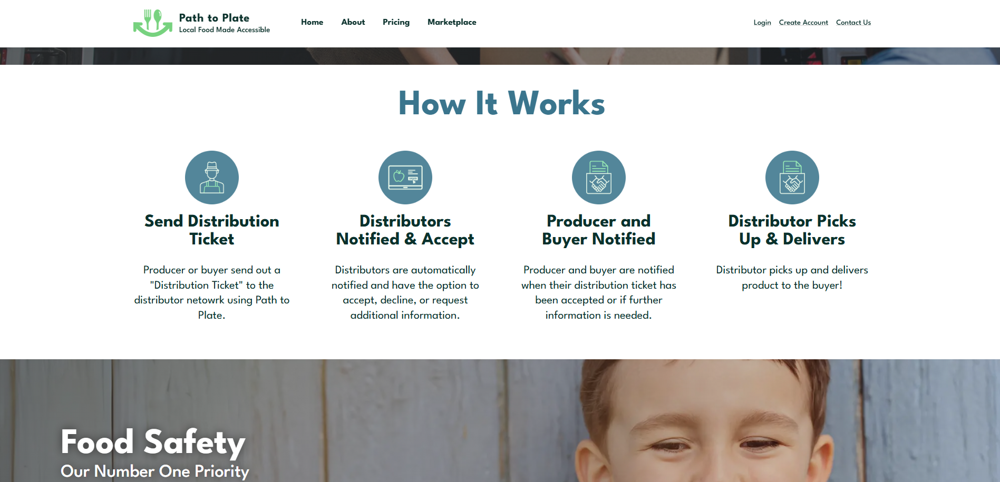 Path to Plate
Local Food Made Accessible
Home About Pricing Marketplace
Login Create Account Contact Us
How It Works
Send Distribution
Ticket
Producer or buyer send out a
"Distribution Ticket" to the
distributor netowrk using Path to
Plate.
Distributors
Notified & Accept
Distributors are automatically
notified and have the option to
accept, decline, or request
additional information.
Producer and
Buyer Notified
Producer and buyer are notified
when their distribution ticket has
been accepted or if further
information is needed.
Distributor Picks
Up & Delivers
Distributor picks up and delivers
product to the buyer!
Food Safety
Our Number One Priority